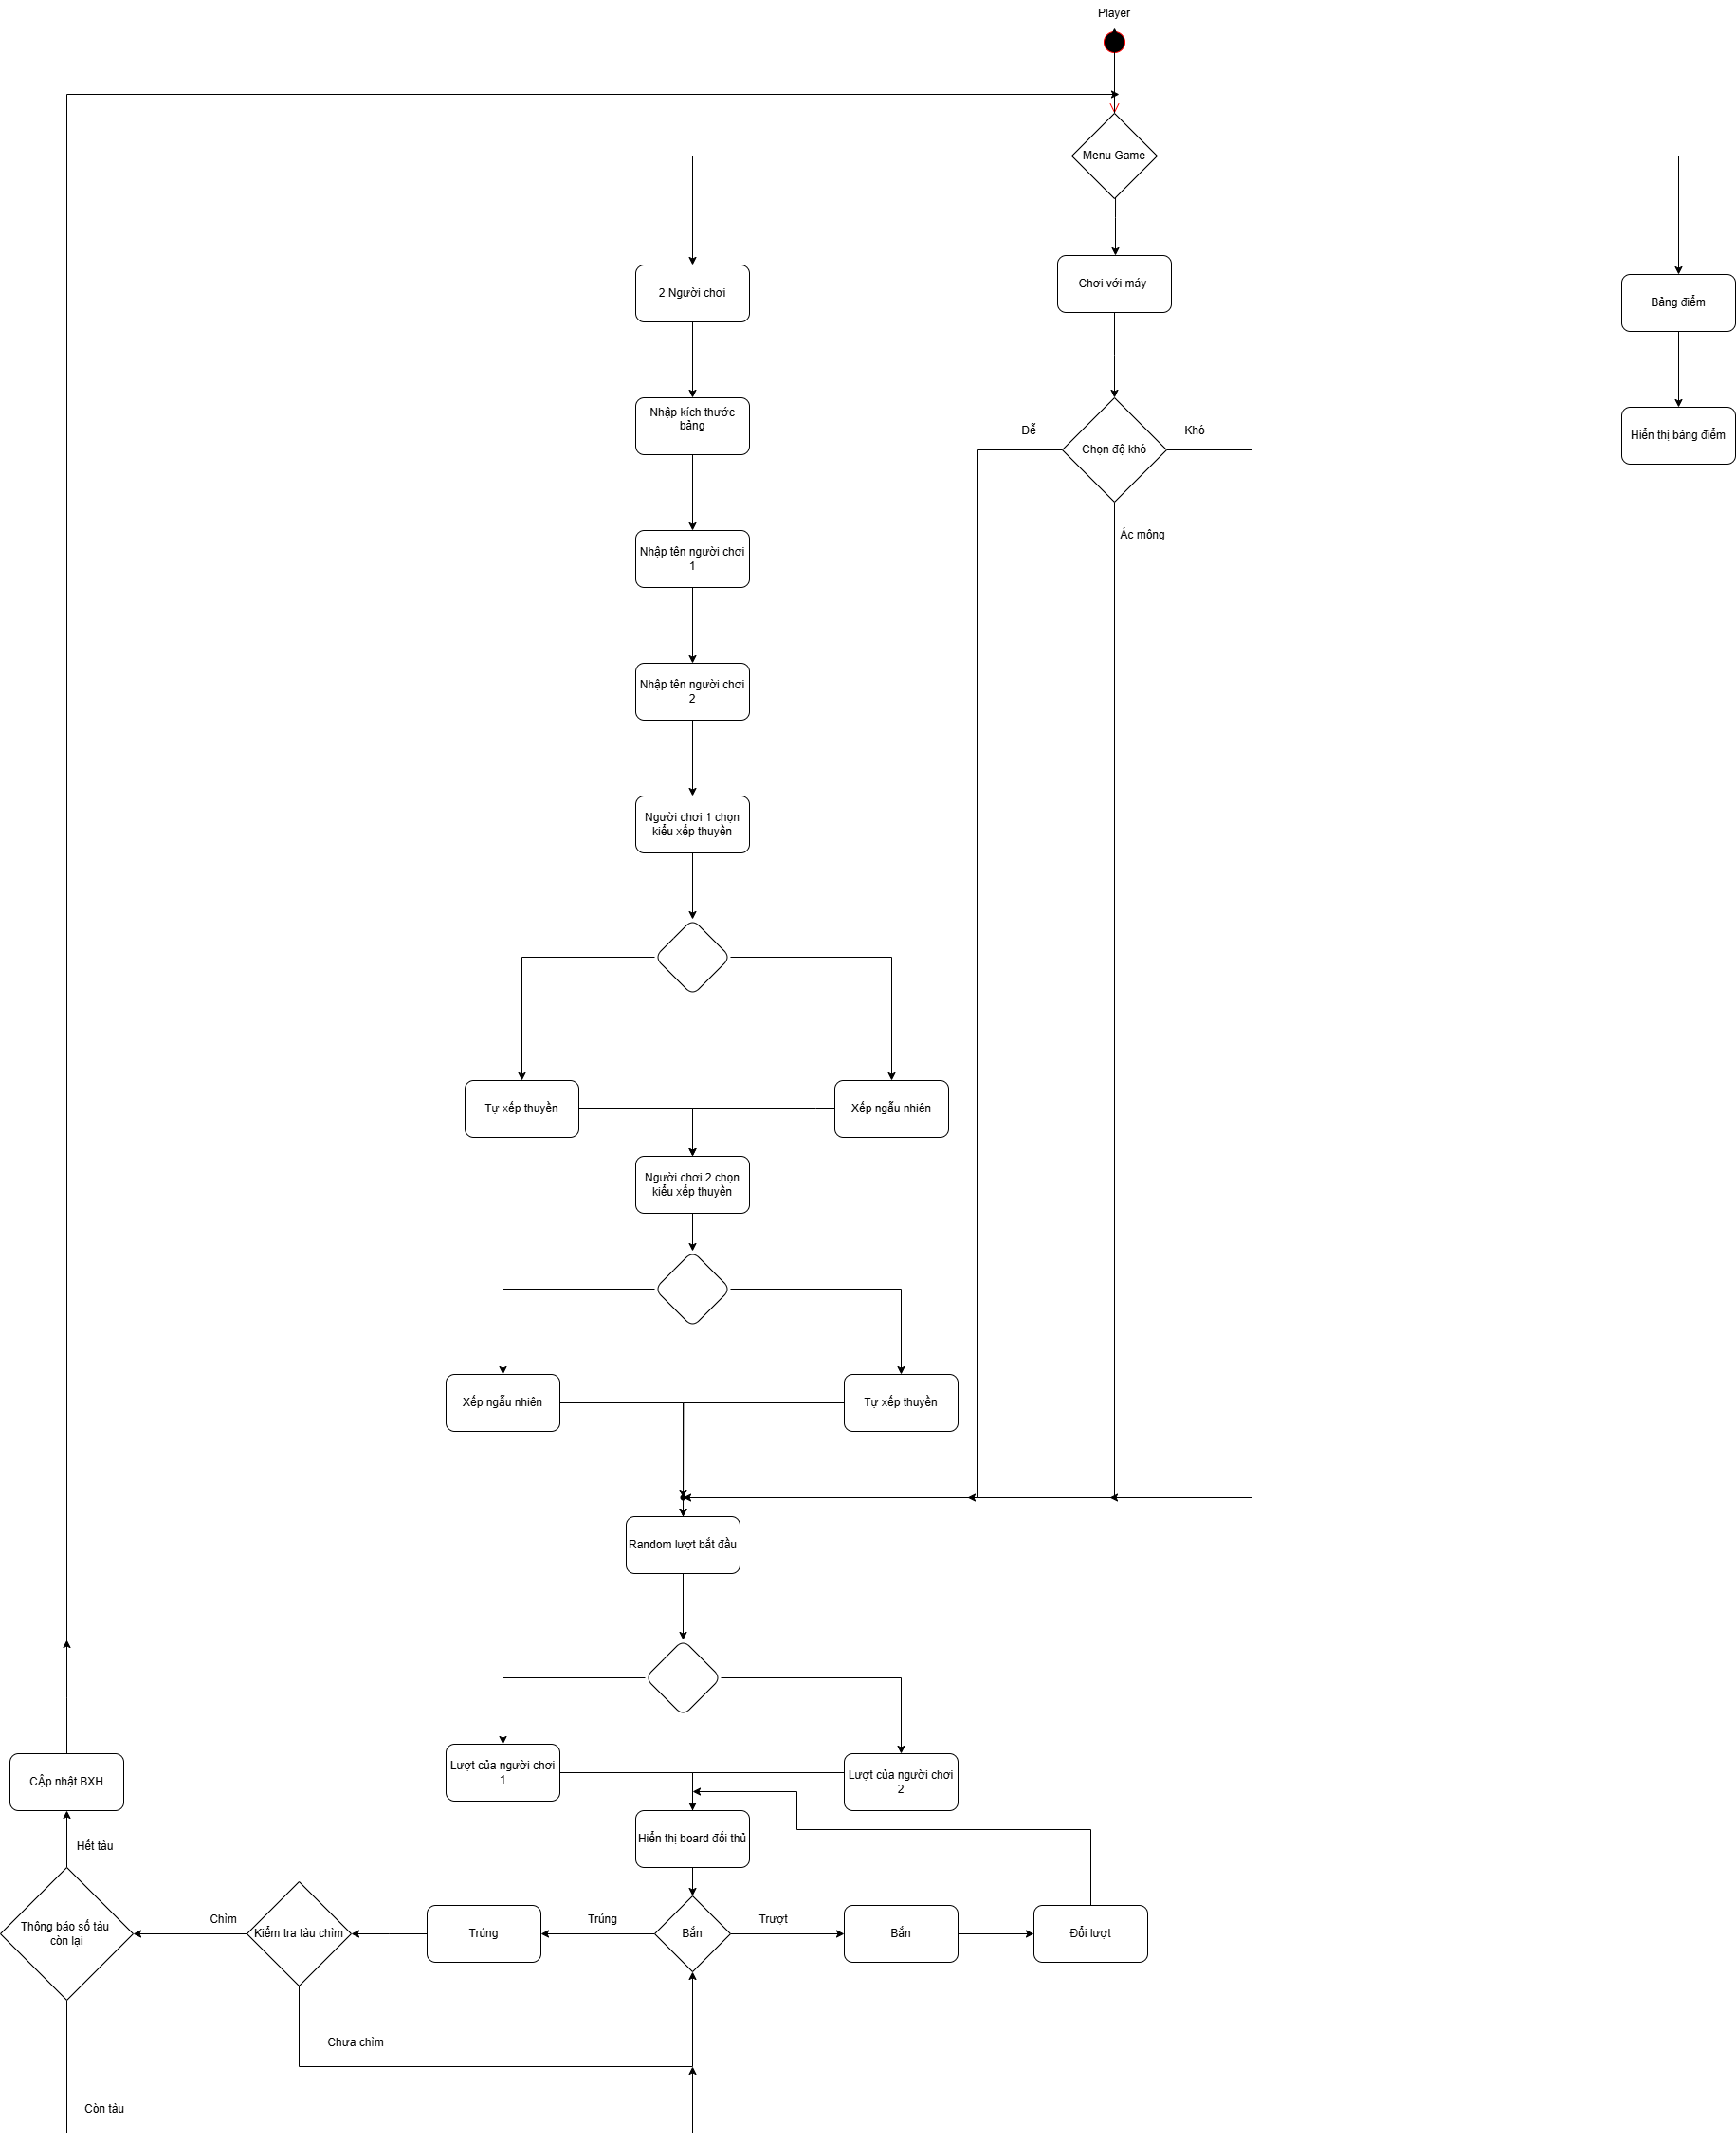 Player
Menu Game
2 Người chơi
Chơi với máy
Bảng điểm
Nhập kích thước
bảng
Dễ
Chọn độ khó
Khó
Hiển thị bảng điểm
Ác mộng
Nhập tên người chơi
1
Nhập tên người chơi
2
Người chơi 1 chọn
kiểu xếp thuyền
Tự xếp thuyền
Xếp ngẫu nhiên
Người chơi 2 chọn
kiểu xếp thuyền
Xếp ngẫu nhiên
Tự xếp thuyền
Random lượt bắt đầu
Lượt của người chơi
1
Lượt của người chơi
2
CẬp nhật BXH
Hiển thị board đối thủ
Hết tàu
Thông báo số tàu
còn lại
Chìm
Kiểm tra tàu chìm
Trúng
Trúng
Bắn
Trượt
Bắn
Đổi lượt
Chưa chìm
Còn tàu